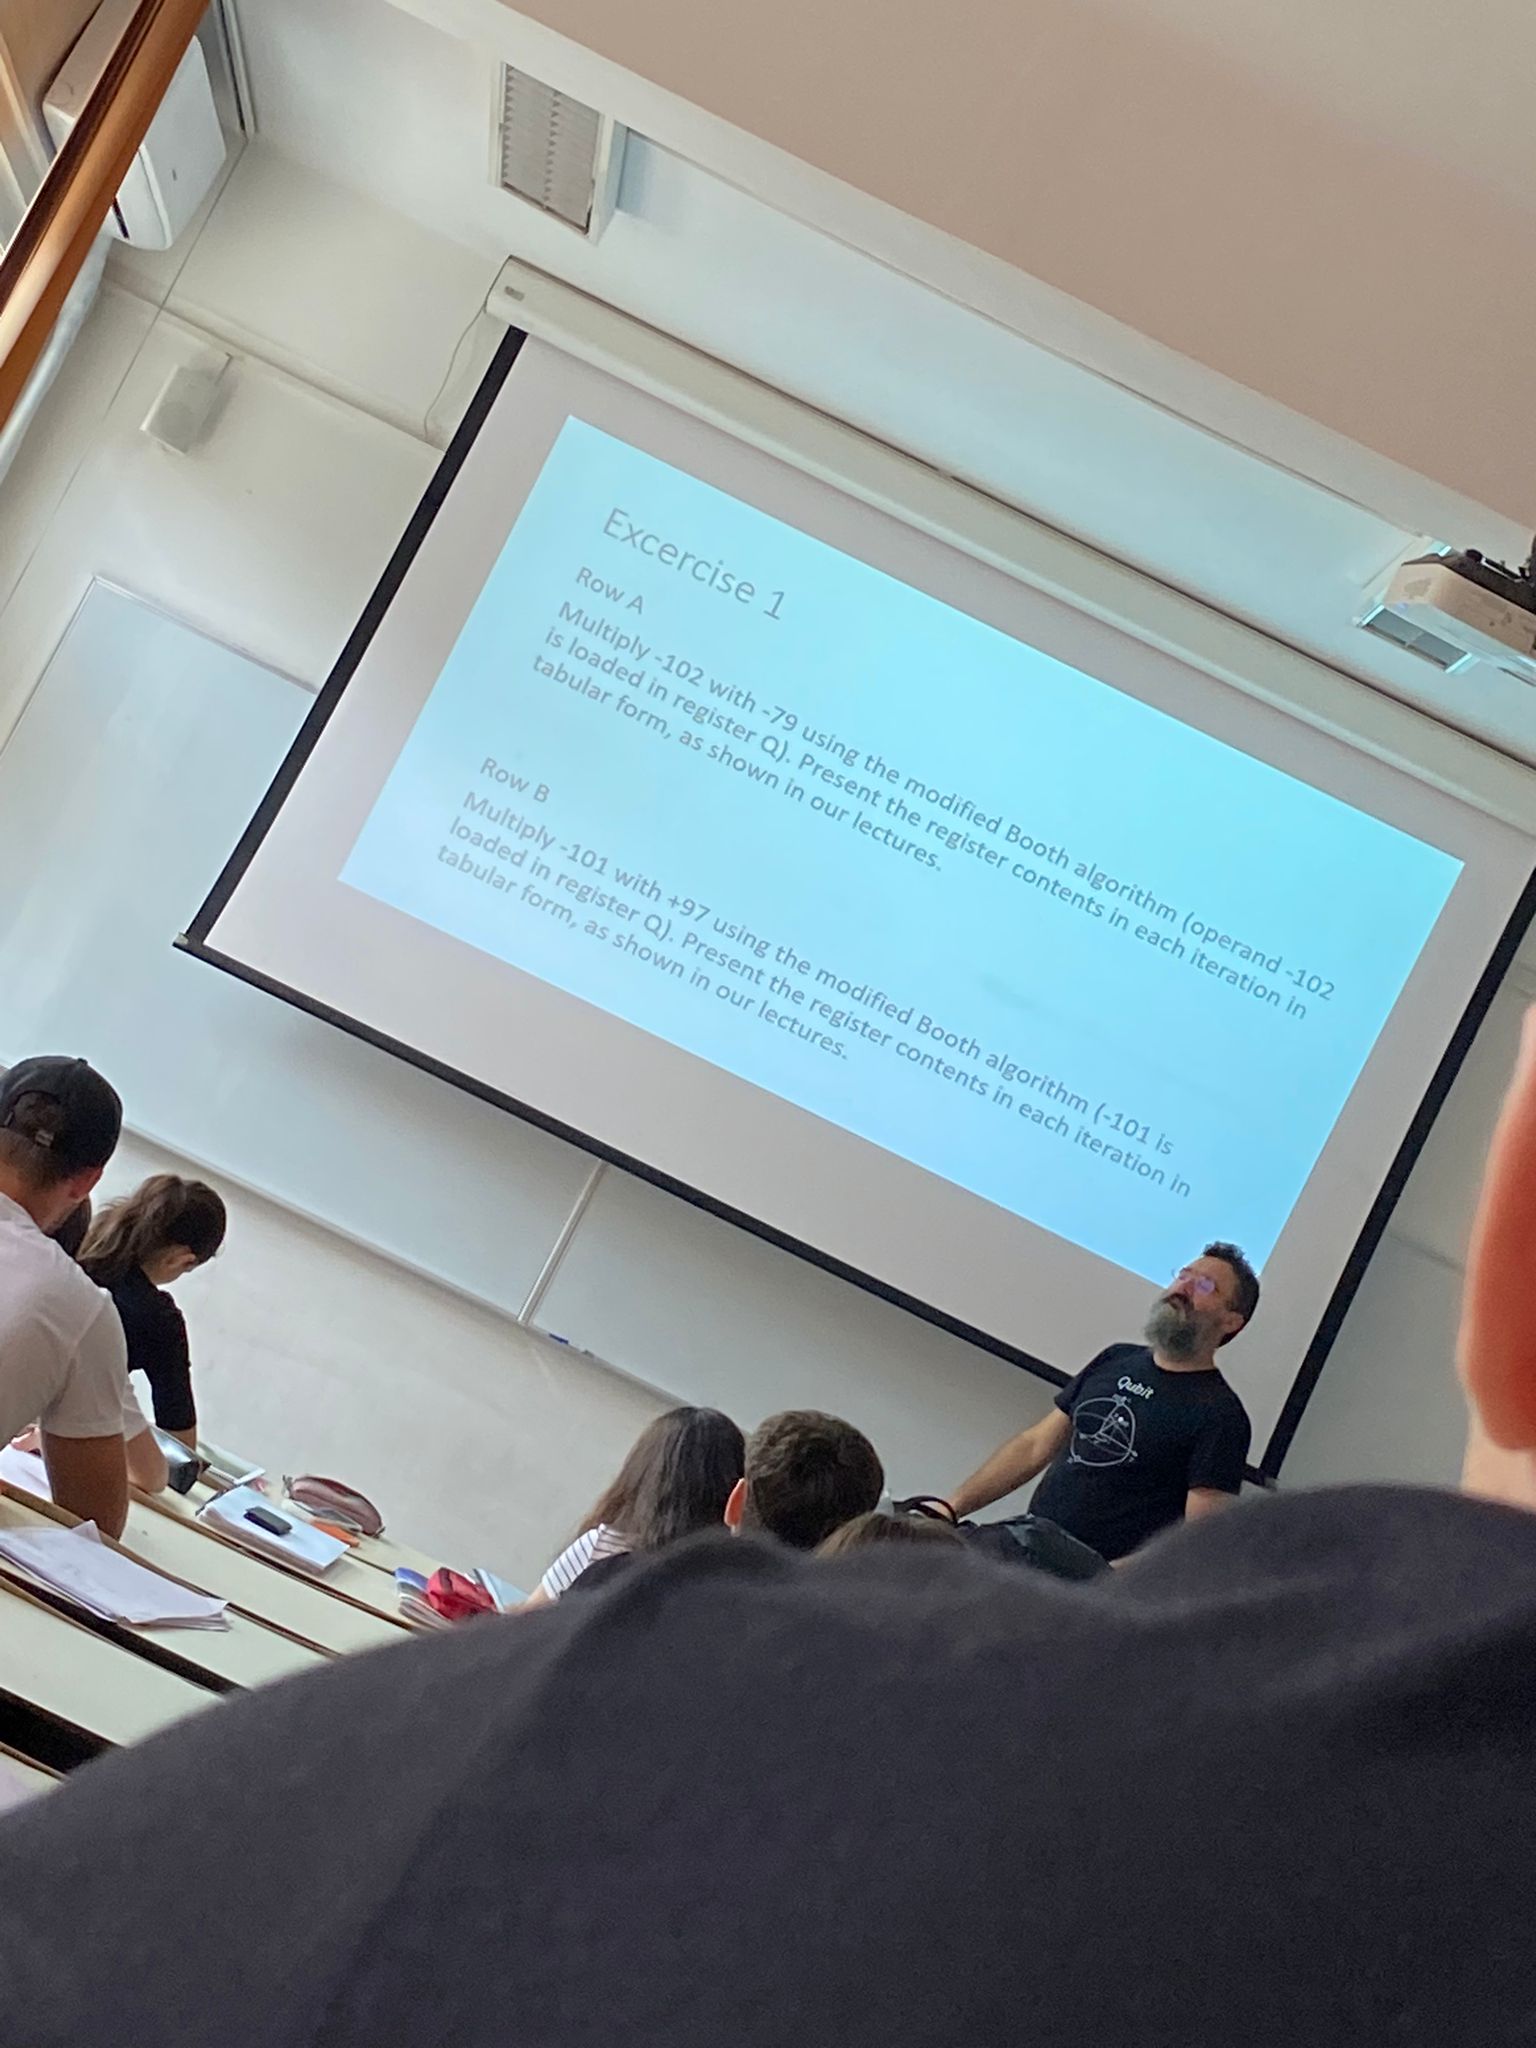 Excercise 1
Row A
Multiply -102 with -79 using the modified Booth algorithm (operand -102
is loaded in register Q). Present the register contents in each iteration in
tabular form, as shown in our lectures.
Row B
Multiply -101 with +97 using the modified Booth algorithm (-101 is
loaded in register Q). Present the register contents in each iteration in
tabular form, as shown in our lectures.
Qubit